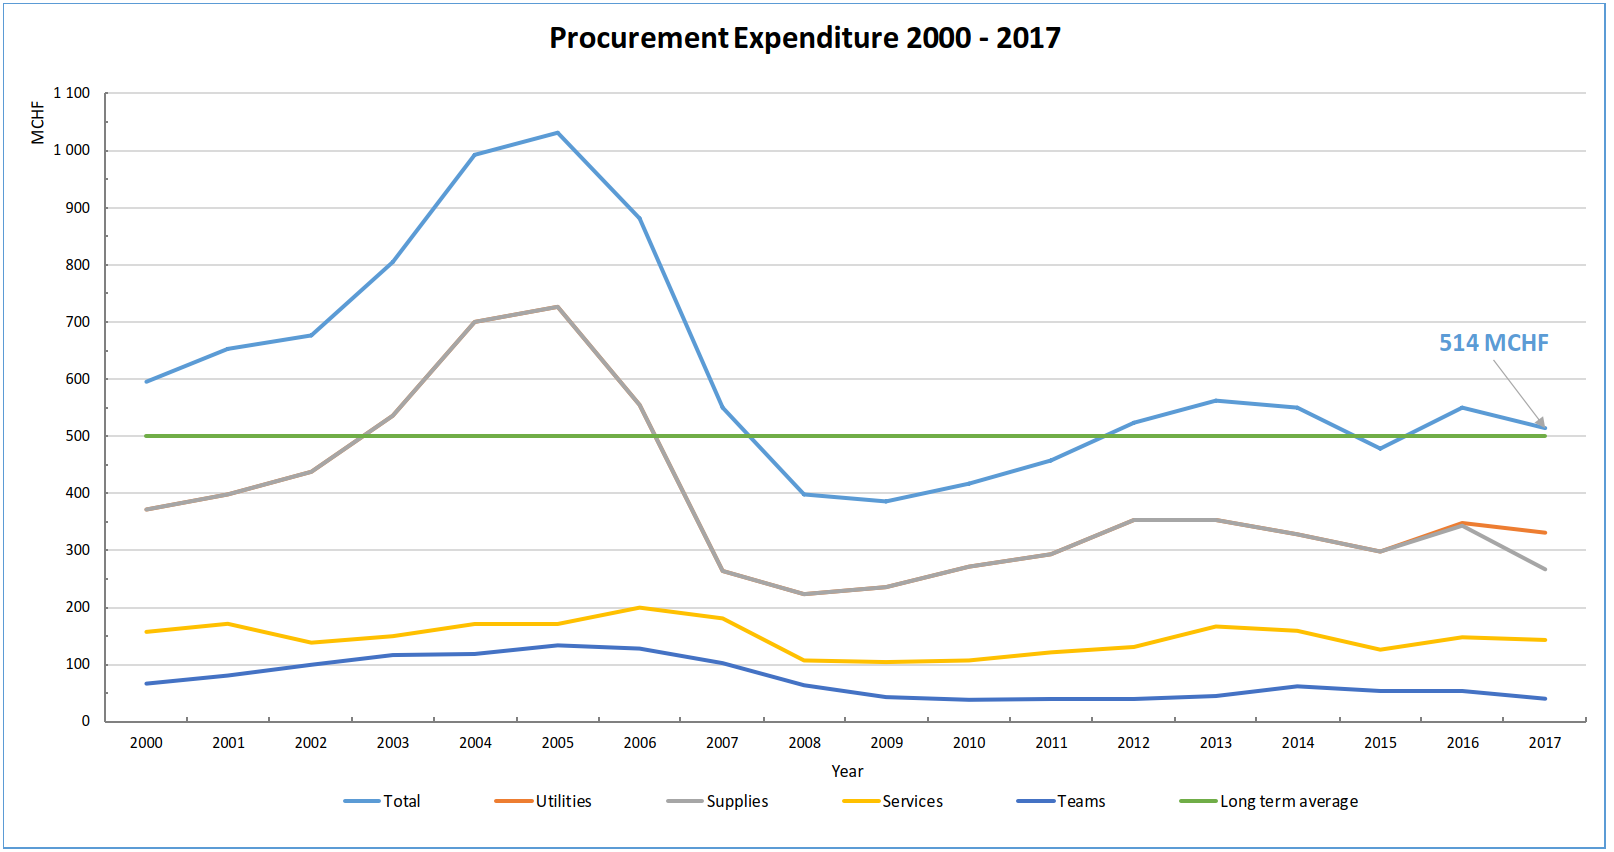 Procurement Expenditure 2000 - 2017
MCHF
1 100
1 000
900
800
700
600
500
400
300
200
100
0
514 MCHF
2000 2001 2002 2003 2004 2005 2006 2007 2008 2009 2010 2011 2012 2013 2014 2015 2016 2017
Year
Total Utilities Supplies Services Teams Long term average